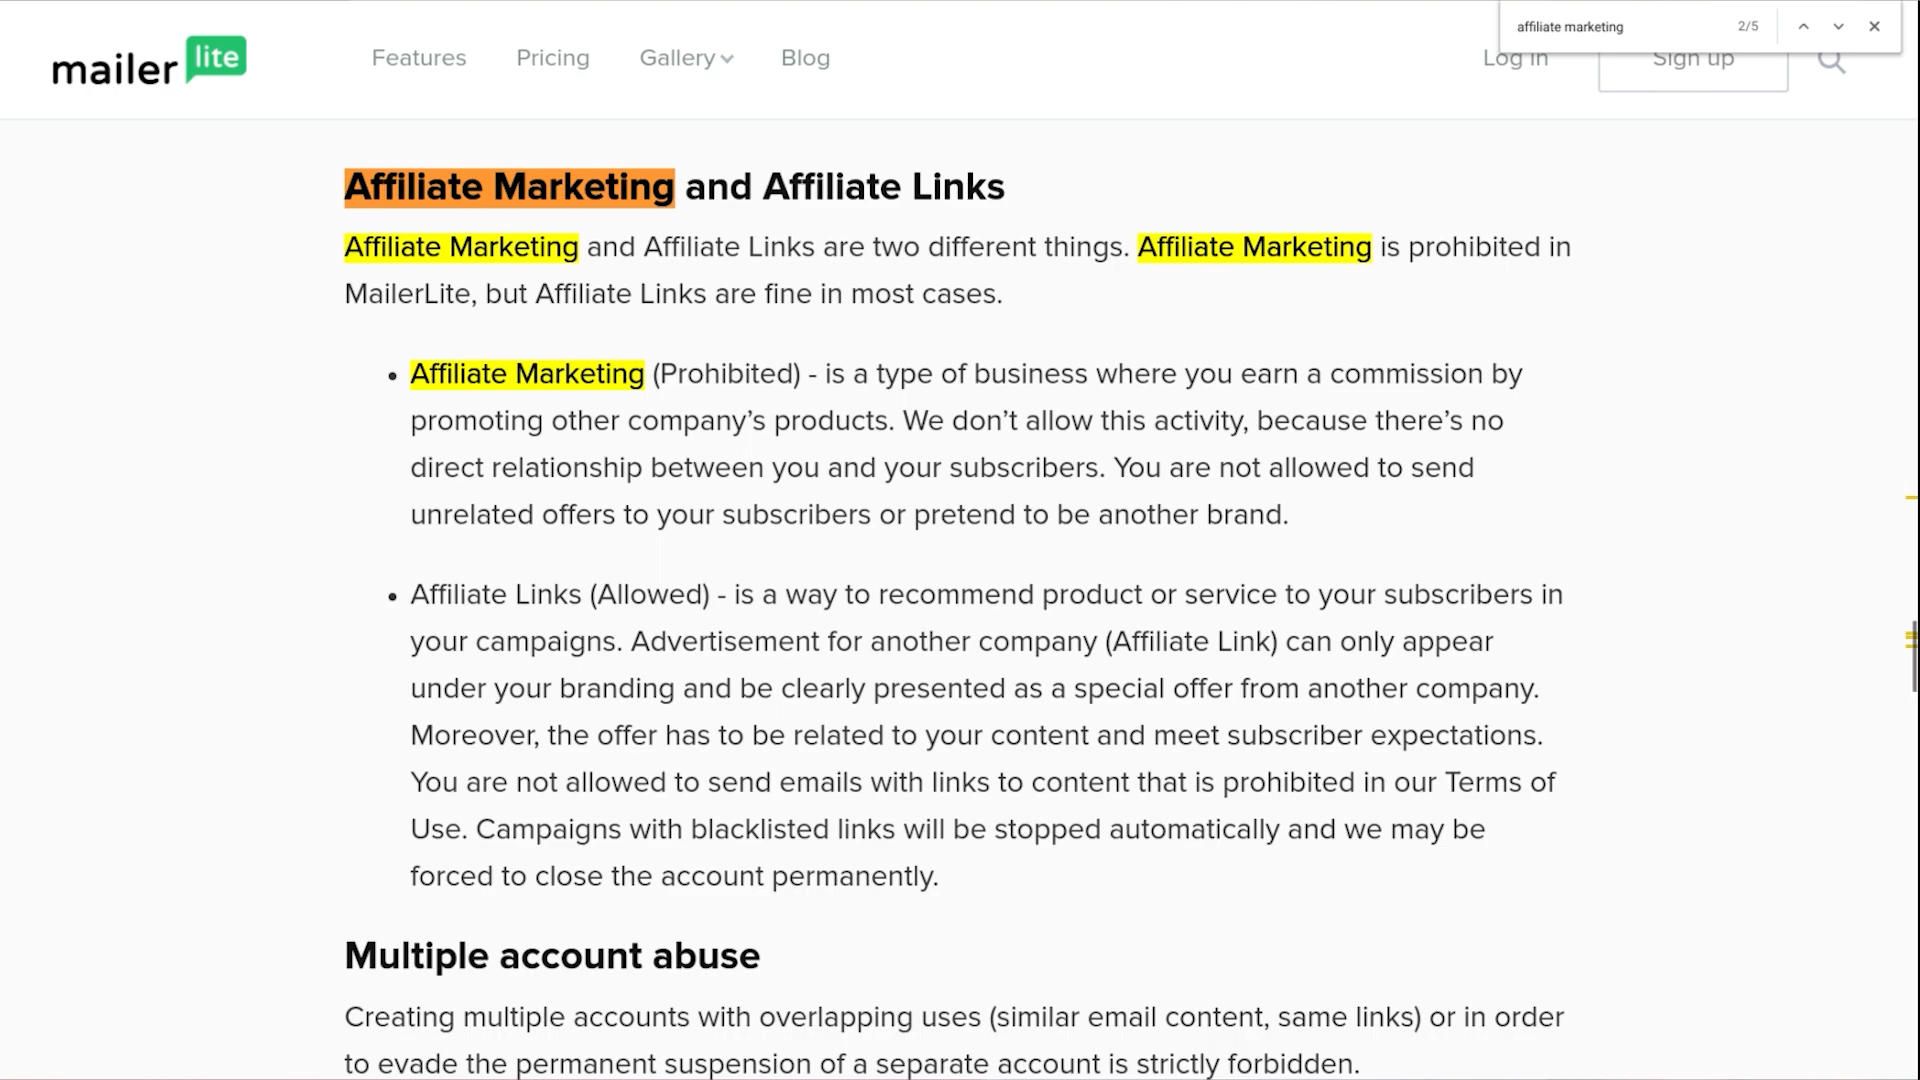 affiliate marketing 2/5
mailer lite
Features Pricing Gallery Blog Log in Sign up
Affiliate Marketing and Affiliate Links
Affiliate Marketing and Affiliate Links are two different things. Affiliate Marketing is prohibited in
MailerLite, but Affiliate Links are fine in most cases.
• Affiliate Marketing (Prohibited) - is a type of business where you earn a commission by
promoting other company’s products. We don’t allow this activity, because there’s no
direct relationship between you and your subscribers. You are not allowed to send
unrelated offers to your subscribers or pretend to be another brand.
• Affiliate Links (Allowed) - is a way to recommend product or service to your subscribers in
your campaigns. Advertisement for another company (Affiliate Link) can only appear
under your branding and be clearly presented as a special offer from another company.
Moreover, the offer has to be related to your content and meet subscriber expectations.
You are not allowed to send emails with links to content that is prohibited in our Terms of
Use. Campaigns with blacklisted links will be stopped automatically and we may be
forced to close the account permanently.
Multiple account abuse
Creating multiple accounts with overlapping uses (similar email content, same links) or in order
to evade the permanent suspension of a separate account is strictly forbidden.